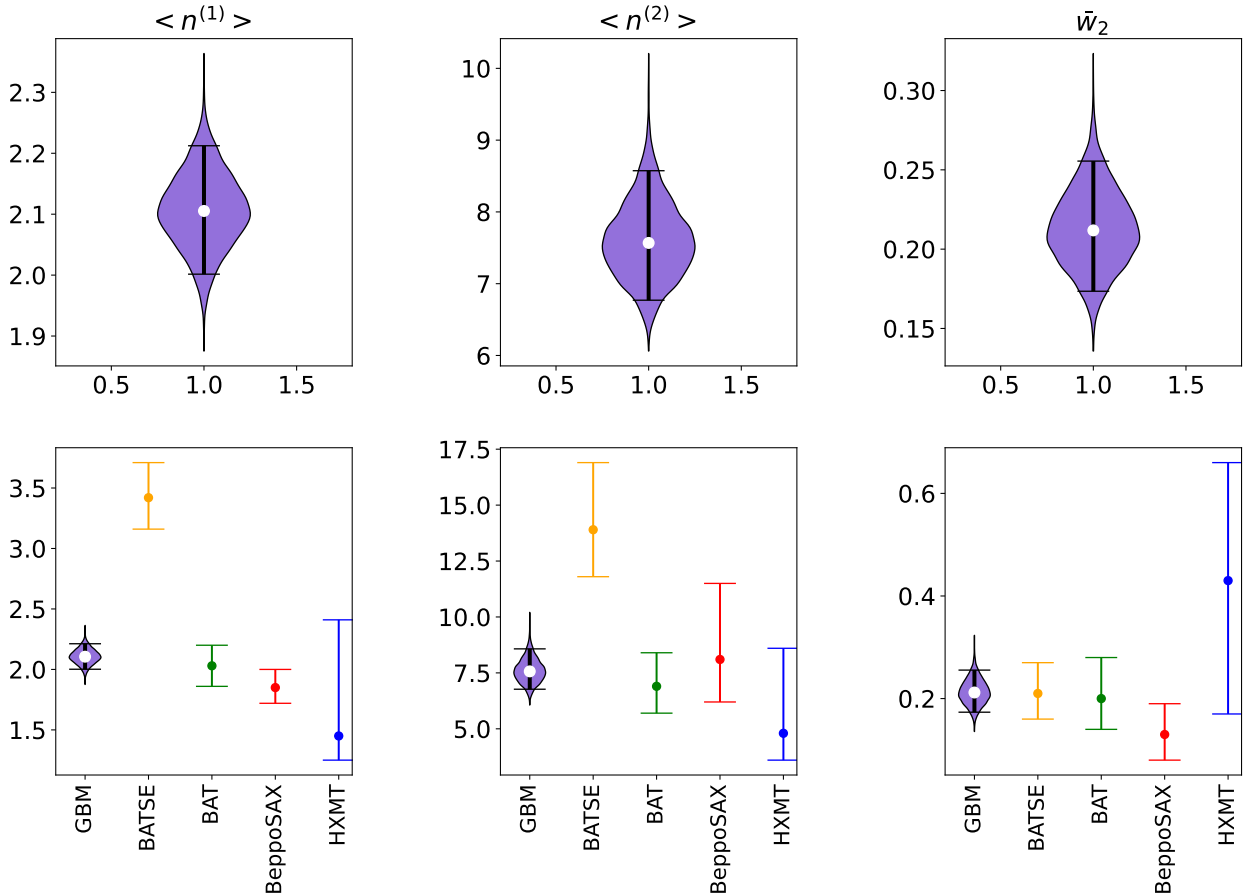 < n^(1) >
2.3
2.2
2.1
2.0
1.9
0.5 1.0 1.5
< n^(2) >
10
9
8
7
6
0.5 1.0 1.5
w̄₂
0.30
0.25
0.20
0.15
0.5 1.0 1.5
3.5
3.0
2.5
2.0
1.5
GBM
BATSE
BAT
BeppoSAX
HXMT
17.5
15.0
12.5
10.0
7.5
5.0
GBM
BATSE
BAT
BeppoSAX
HXMT
0.6
0.4
0.2
GBM
BATSE
BAT
BeppoSAX
HXMT